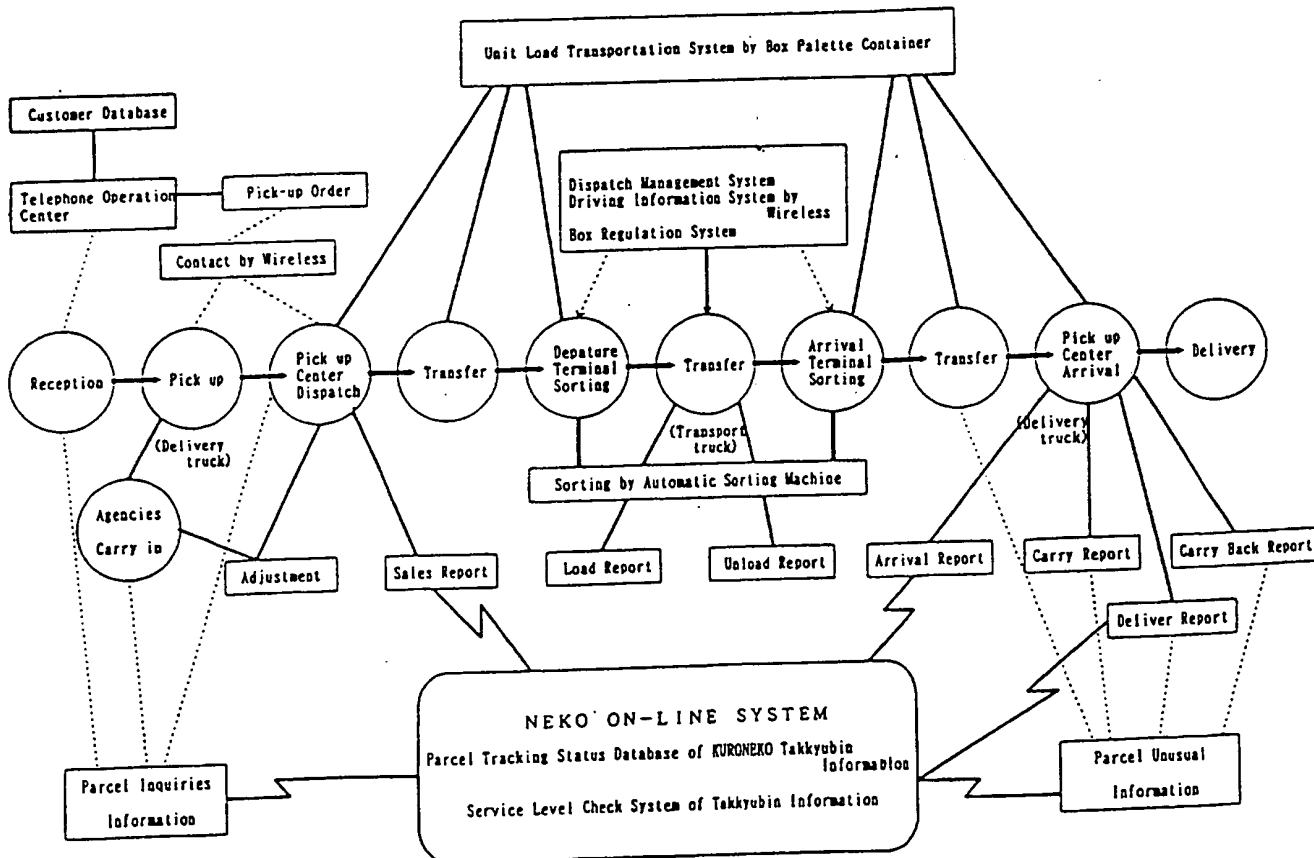 Unit Load Transportation System by Box Palette Container
Customer Database
Telephone Operation
Center
Pick-up Order
Contact by Wireless
Dispatch Management System
Driving Information System by
Wireless
Box Regulation System
Reception
Pick up
Pick up
Center
Dispatch
Transfer
Depature
Terminal
Sorting
Transfer
Arrival
Terminal
Sorting
Transfer
Pick up
Center
Arrival
Delivery
(Delivery
truck)
(Transport
truck)
(Delivery
truck)
Agencies
Carry in
Sorting by Automatic Sorting Machine
Adjustment
Sales Report
Load Report
Unload Report
Arrival Report
Carry Report
Carry Back Report
Deliver Report
NEKO ON-LINE SYSTEM
Parcel Tracking Status Database of KURONEKO Takkyubin
Information
Service Level Check System of Takkyubin Information
Parcel Inquiries
Information
Parcel Unusual
Information